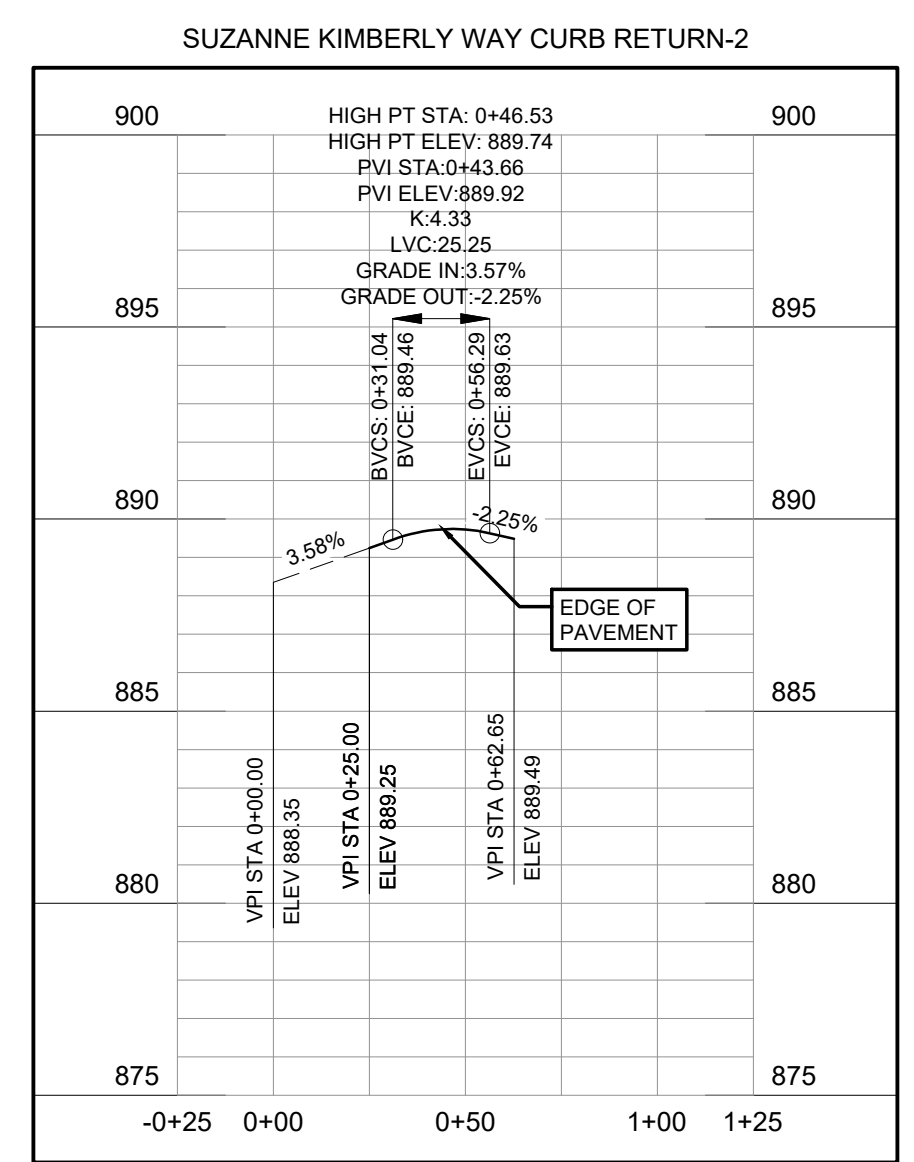 SUZANNE KIMBERLY WAY CURB RETURN-2
900
HIGH PT STA: 0+46.53
900
HIGH PT ELEV: 889.74
PVI STA:0+43.66
PVI ELEV:889.92
K:4.33
LVC:25.25
GRADE IN:3.57%
GRADE OUT:-2.25%
895
895
BVCS: 0+31.04
BVCE: 889.46
EVCS: 0+56.29
EVCE: 889.63
890
890
3.58%
-2.25%
EDGE OF
PAVEMENT
885
885
VPI STA 0+00.00
ELEV 888.35
VPI STA 0+25.00
ELEV 889.25
VPI STA 0+62.65
ELEV 889.49
880
880
875
875
-0+25 0+00 0+50 1+00 1+25